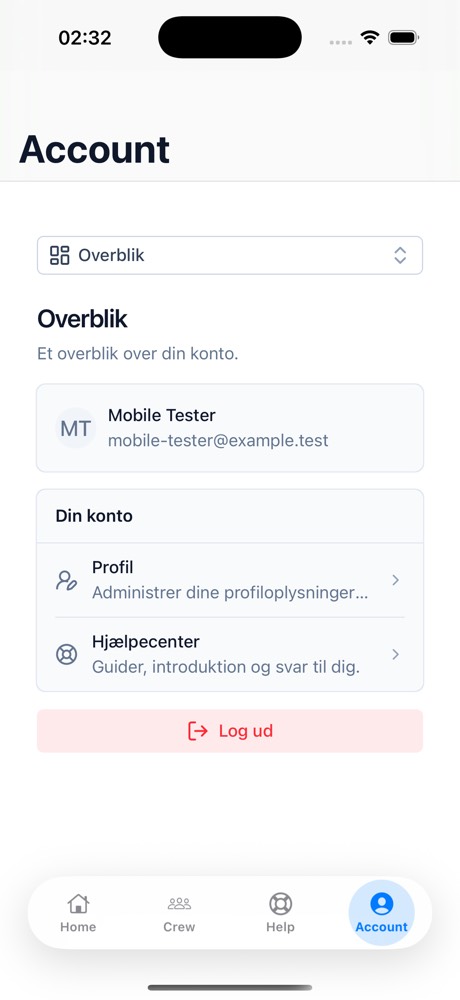 02:32
Account
Overblik
Overblik
Et overblik over din konto.
MT
Mobile Tester
mobile-tester@example.test
Din konto
Profil
Administrer dine profiloplysninger...
Hjælpecenter
Guider, introduktion og svar til dig.
Log ud
Home
Crew
Help
Account